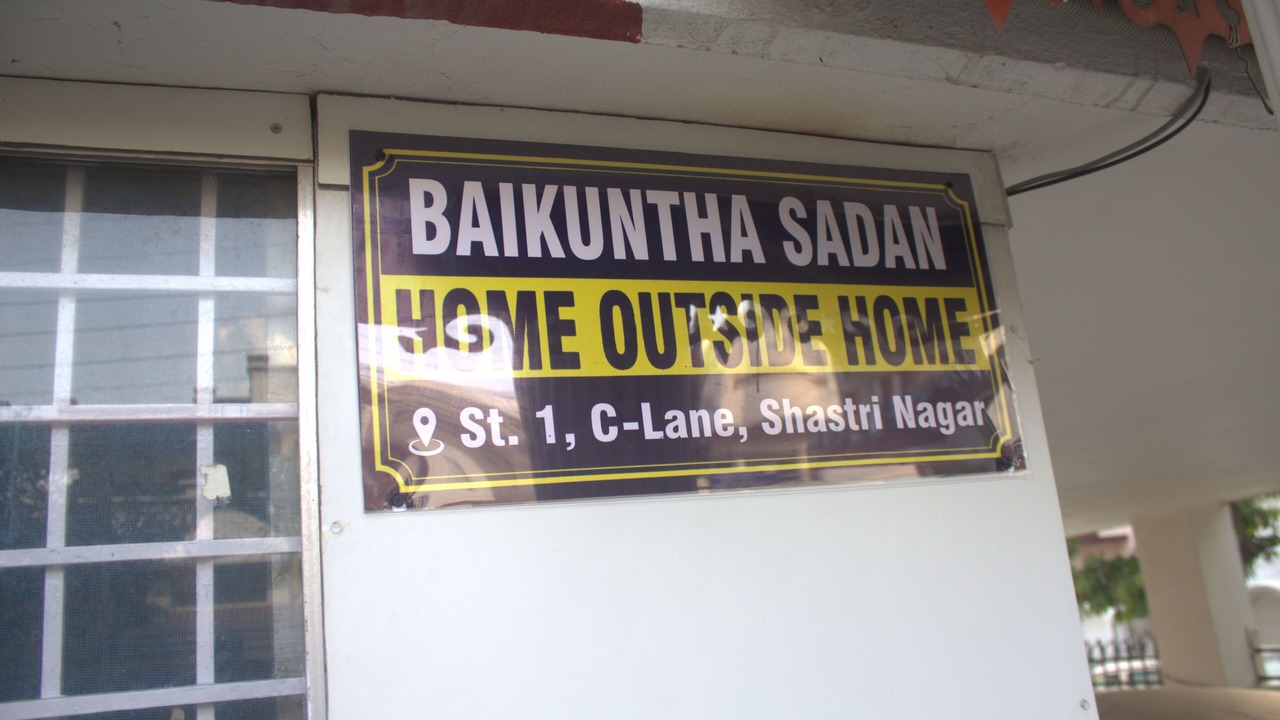 BAIKUNTHA SADAN
HOME OUTSIDE HOME
St. 1, C-Lane, Shastri Nagar